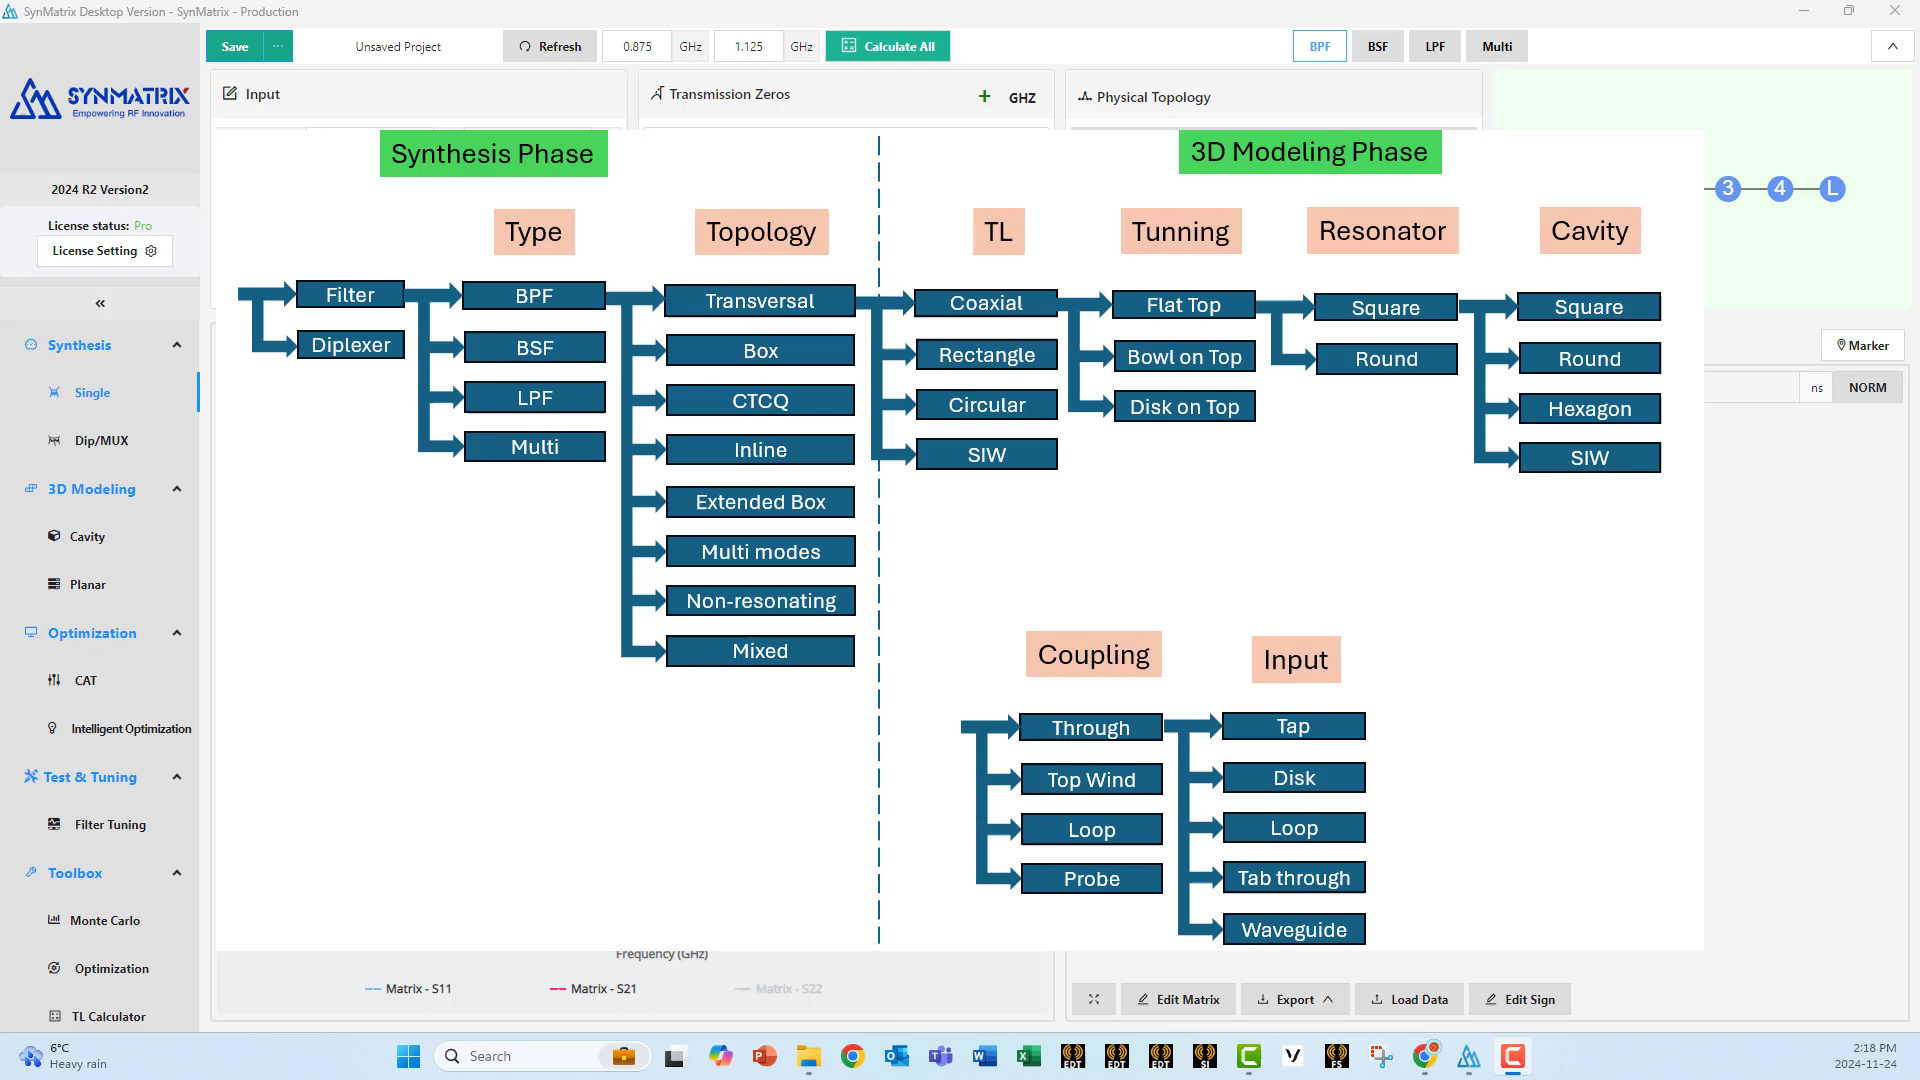 SynMatrix Desktop Version - SynMatrix - Production
SYNMATRIX
Empowering RF Innovation
2024 R2 Version2
License status: Pro
License Setting
«
Synthesis
Single
Dip/MUX
3D Modeling
Cavity
Planar
Optimization
CAT
Intelligent Optimization
Test & Tuning
Filter Tuning
Toolbox
Monte Carlo
Optimization
TL Calculator
Save ...
Unsaved Project
Refresh
0.875 GHz
1.125 GHz
Calculate All
BPF
BSF
LPF
Multi
Input
Transmission Zeros
+ GHZ
Physical Topology
3 4 L
Marker
ns NORM
Synthesis Phase
3D Modeling Phase
Type
Topology
TL
Tunning
Resonator
Cavity
Filter
Diplexer
BPF
BSF
LPF
Multi
Transversal
Box
CTCQ
Inline
Extended Box
Multi modes
Non-resonating
Mixed
Coaxial
Rectangle
Circular
SIW
Flat Top
Bowl on Top
Disk on Top
Square
Round
Square
Round
Hexagon
SIW
Coupling
Input
Through
Top Wind
Loop
Probe
Tap
Disk
Loop
Tab through
Waveguide
Frequency (GHz)
Matrix - S11
Matrix - S21
Matrix - S22
Edit Matrix
Export
Load Data
Edit Sign
6°C
Heavy rain
Search
EDT
EDT
EDT
SI
FS
2:18 PM
2024-11-24